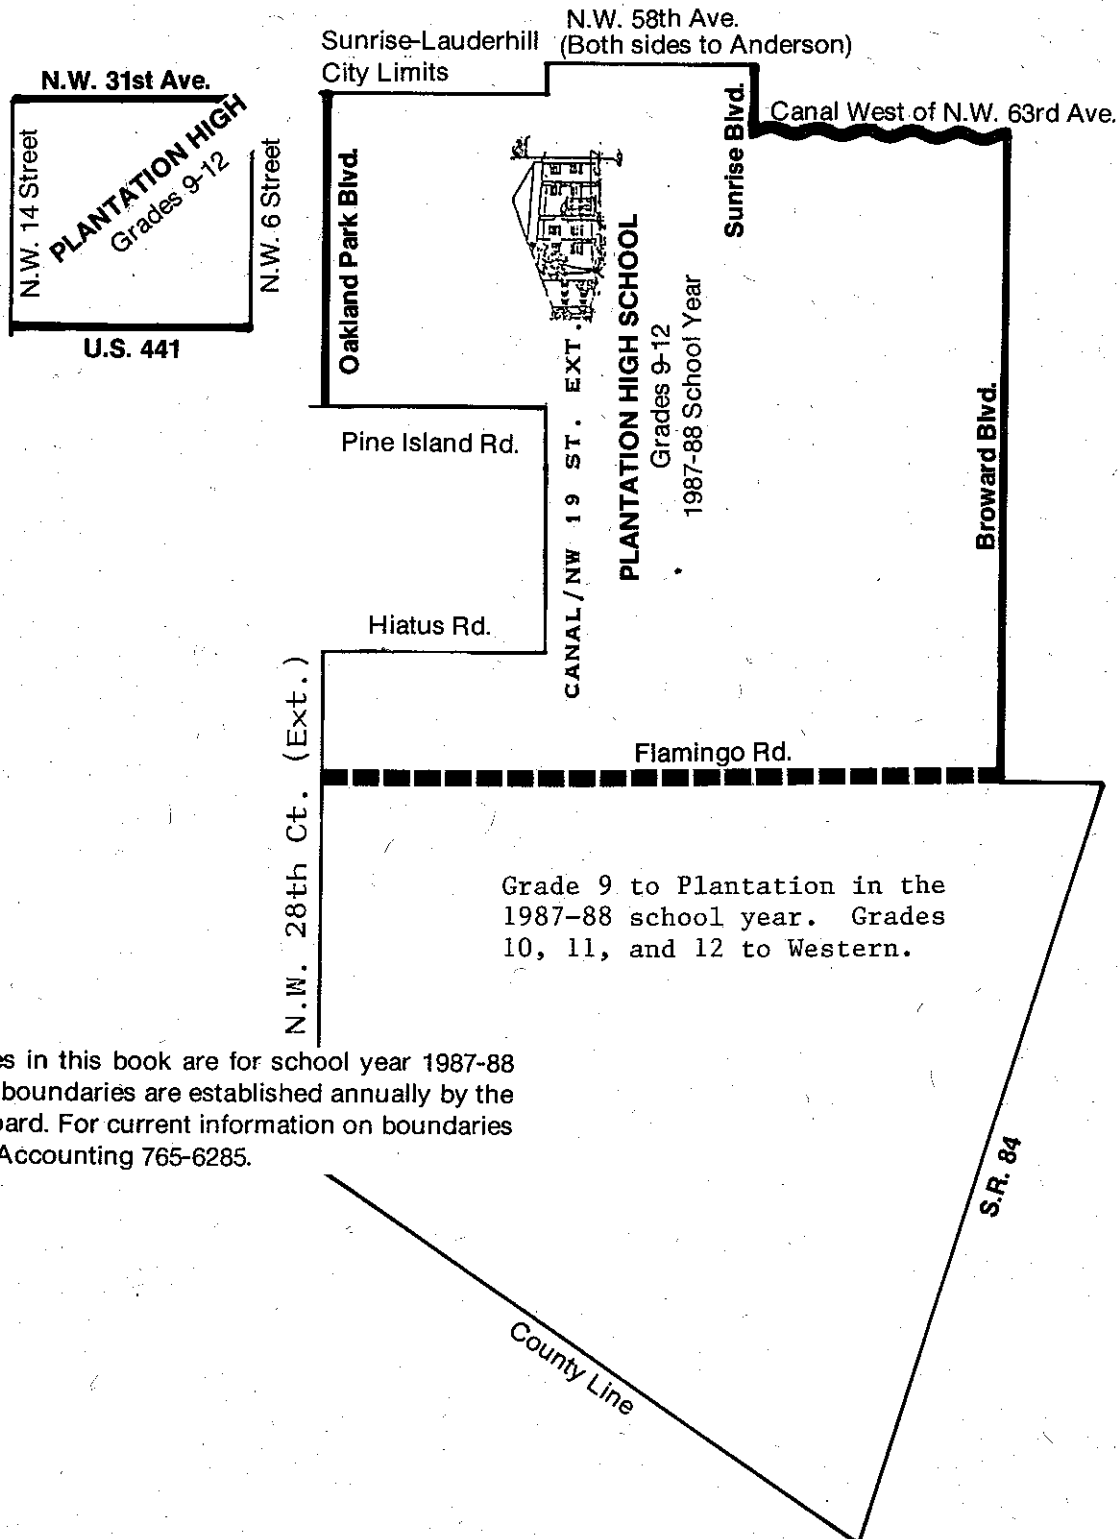 N.W. 58th Ave.
(Both sides to Anderson)
Sunrise-Lauderhill
City Limits
N.W. 31st Ave.
N.W. 14 Street
PLANTATION HIGH
Grades 9-12
N.W. 6 Street
U.S. 441
Oakland Park Blvd.
Sunrise Blvd.
Canal West of N.W. 63rd Ave.
CANAL/NW 19 ST. EXT.
PLANTATION HIGH SCHOOL
Grades 9-12
1987-88 School Year
Broward Blvd.
Pine Island Rd.
Hiatus Rd.
N.W. 28th Ct. (Ext.)
Flamingo Rd.
Grade 9 to Plantation in the
1987-88 school year. Grades
10, 11, and 12 to Western.
in this book are for school year 1987-88
boundaries are established annually by the
For current information on boundaries
Accounting 765-6285.
S.R. 84
County Line